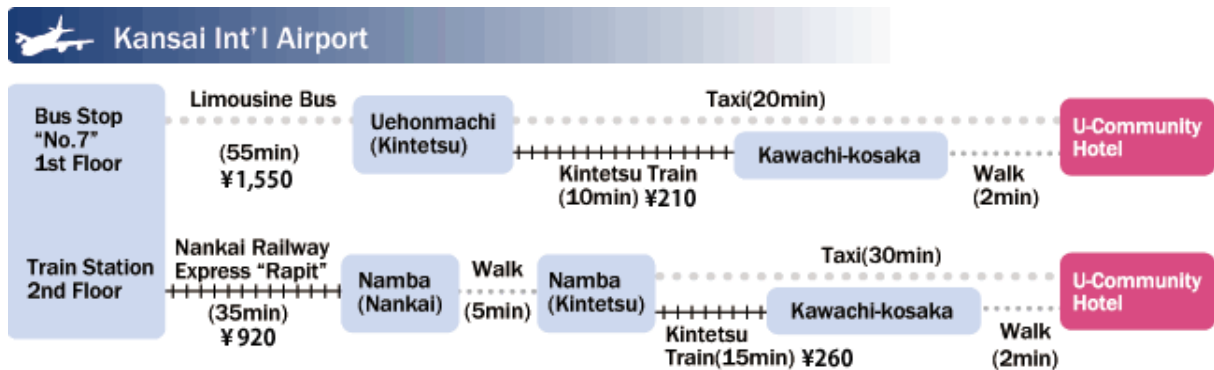 Kansai Int'l Airport
Bus Stop
"No.7"
1st Floor
Limousine Bus
(55min)
¥1,550
Uehonmachi
(Kintetsu)
Taxi(20min)
Kintetsu Train
(10min) ¥210
Kawachi-kosaka
Walk
(2min)
U-Community
Hotel
Train Station
2nd Floor
Nankai Railway
Express "Rapit"
(35min)
¥920
Namba
(Nankai)
Walk
(5min)
Namba
(Kintetsu)
Taxi(30min)
Kintetsu
Train(15min) ¥260
Kawachi-kosaka
Walk
(2min)
U-Community
Hotel